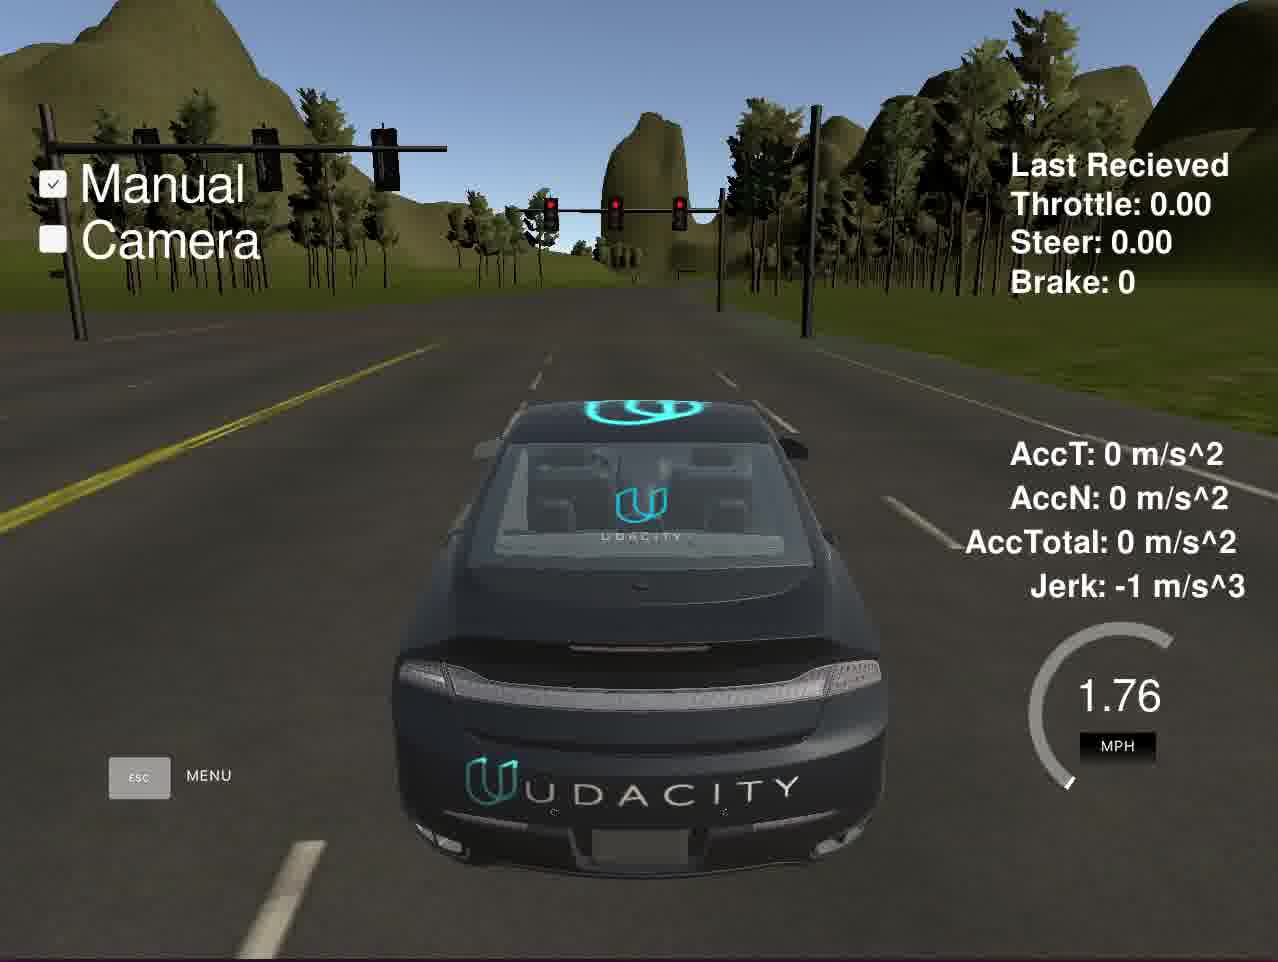 Manual
Camera
Last Recieved
Throttle: 0.00
Steer: 0.00
Brake: 0
AccT: 0 m/s^2
AccN: 0 m/s^2
AccTotal: 0 m/s^2
Jerk: -1 m/s^3
UDACITY
1.76
MPH
ESC MENU
UDACITY